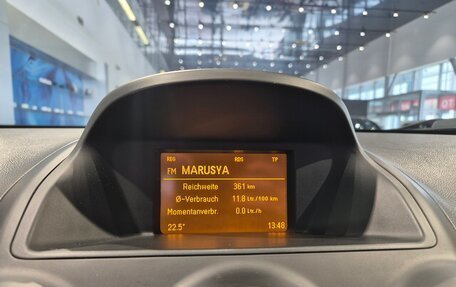 REG RDS TP
FM MARUSYA
Reichweite 361 km
Ø-Verbrauch 11.8 Ltr./100 km
Momentanverbr. 0.0 Ltr./h
22.5° 13:48